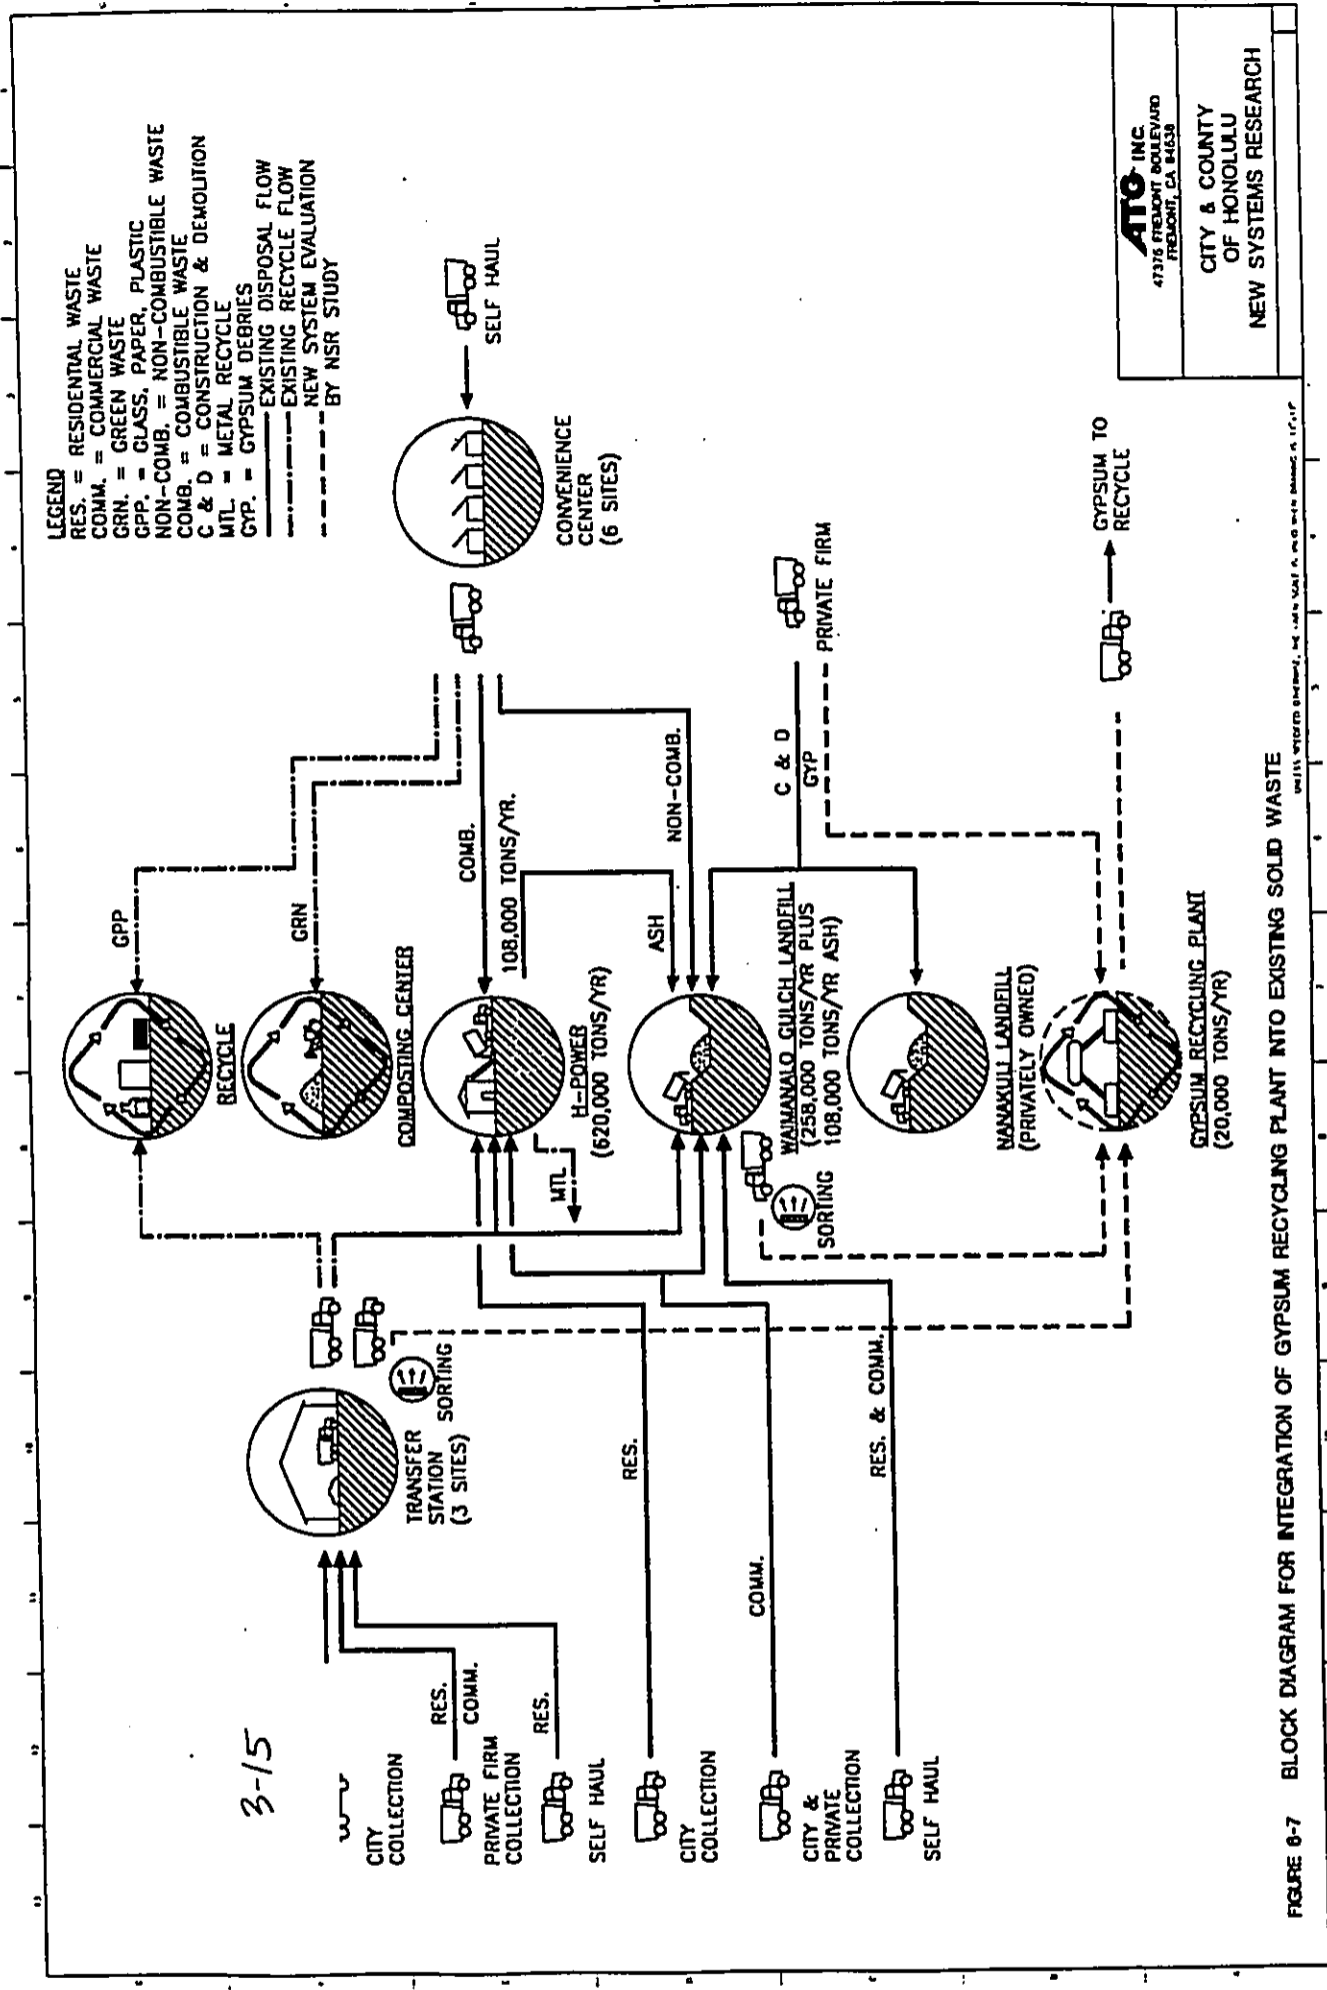 3-15
LEGEND
RES. = RESIDENTIAL WASTE
COMM. = COMMERCIAL WASTE
GRN. = GREEN WASTE
GPP. = GLASS, PAPER, PLASTIC
NON-COMB. = NON-COMBUSTIBLE WASTE
COMB. = COMBUSTIBLE WASTE
C & D = CONSTRUCTION & DEMOLITION
MTL. = METAL RECYCLE
GYP. = GYPSUM DEBRIES
EXISTING DISPOSAL FLOW
EXISTING RECYCLE FLOW
NEW SYSTEM EVALUATION
BY NSR STUDY
CITY
COLLECTION
RES.
COMM.
PRIVATE FIRM
COLLECTION
RES.
SELF HAUL
RES.
CITY
COLLECTION
COMM.
CITY &
PRIVATE
COLLECTION
RES. & COMM.
SELF HAUL
TRANSFER
STATION
(3 SITES)
SORTING
GPP
RECYCLE
GRN
COMPOSTING CENTER
COMB.
108,000 TONS/YR.
H-POWER
(620,000 TONS/YR)
MTL
ASH
NON-COMB.
WAIMANALO GULCH LANDFILL
(258,000 TONS/YR PLUS
108,000 TONS/YR ASH)
SORTING
C & D
GYP
NANAKULI LANDFILL
(PRIVATELY OWNED)
GYPSUM RECYCLING PLANT
(20,000 TONS/YR)
CONVENIENCE
CENTER
(6 SITES)
SELF HAUL
PRIVATE FIRM
GYPSUM TO
RECYCLE
ATG INC.
47375 FREMONT BOULEVARD
FREMONT, CA 94538
CITY & COUNTY
OF HONOLULU
NEW SYSTEMS RESEARCH
FIGURE 6-7 BLOCK DIAGRAM FOR INTEGRATION OF GYPSUM RECYCLING PLANT INTO EXISTING SOLID WASTE